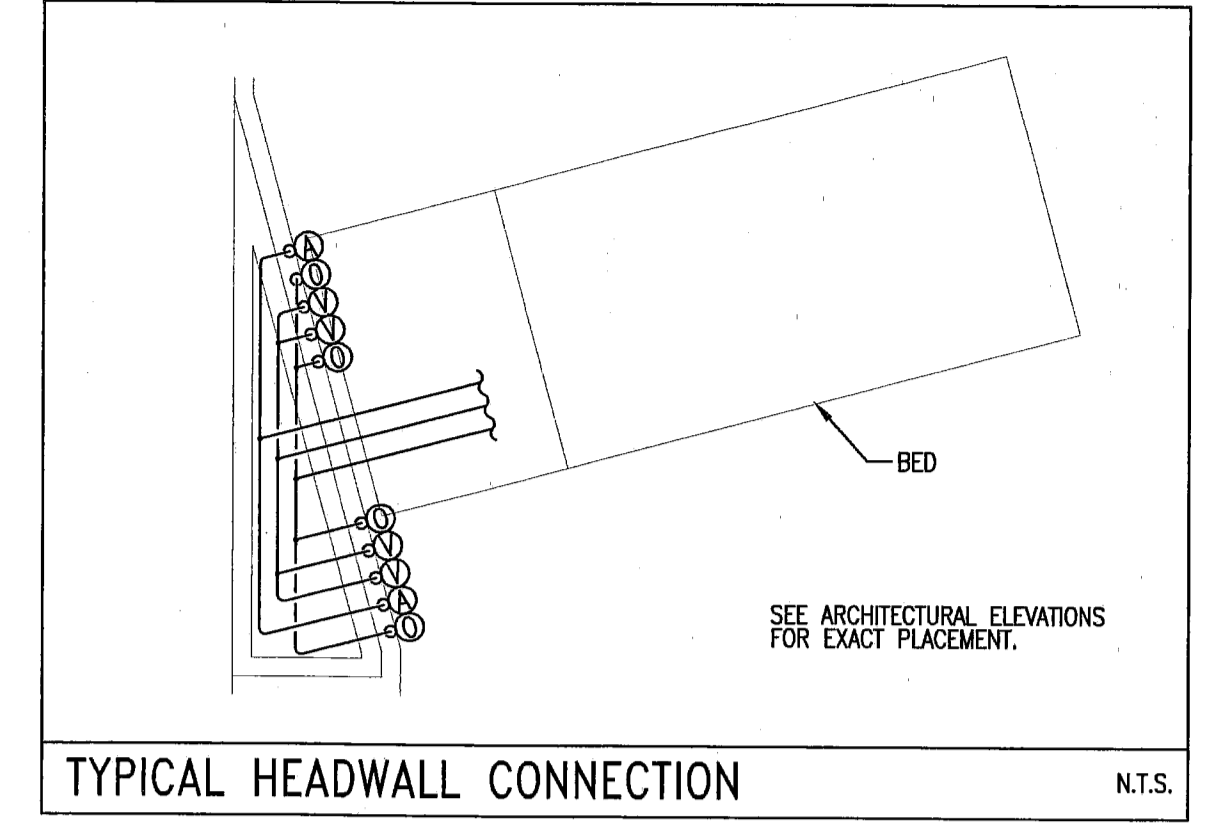 A
O
V
V
O
BED
O
V
V
A
O
SEE ARCHITECTURAL ELEVATIONS
FOR EXACT PLACEMENT.
TYPICAL HEADWALL CONNECTION
N.T.S.